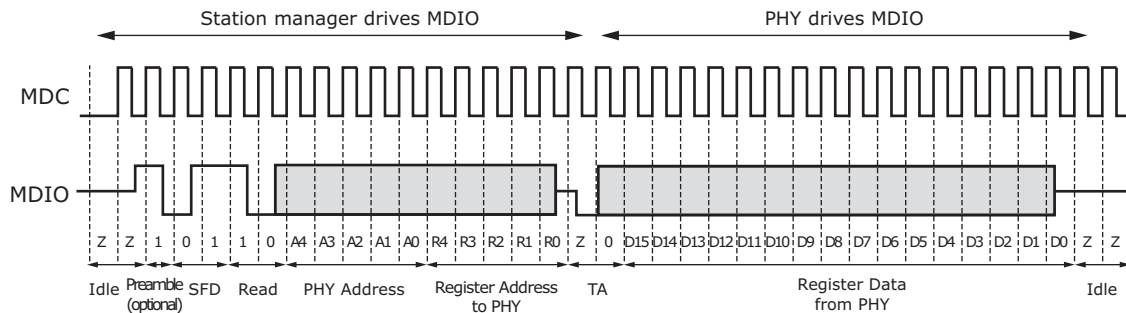 Station manager drives MDIO PHY drives MDIO
MDC
MDIO
Z Z 1 0 1 1 0 A4 A3 A2 A1 A0 R4 R3 R2 R1 R0 Z 0 D15 D14 D13 D12 D11 D10 D9 D8 D7 D6 D5 D4 D3 D2 D1 D0 Z Z
Idle Preamble SFD Read PHY Address Register Address TA Register Data Idle
(optional) to PHY from PHY